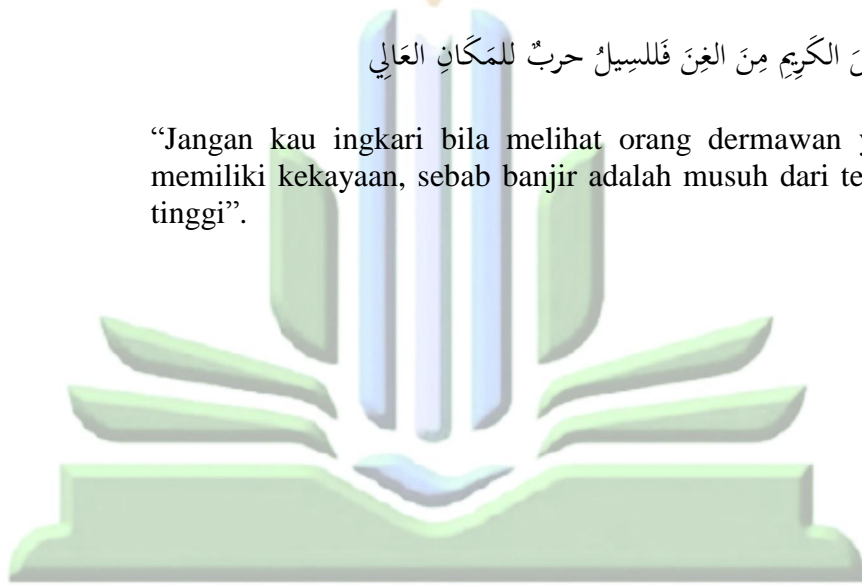 الكَرِيمِ مِنَ الغِنَ فَللسِيلُ حربٌ للمَكَانِ العَالِي
“Jangan kau ingkari bila melihat orang dermawan
memiliki kekayaan, sebab banjir adalah musuh dari
tinggi”.